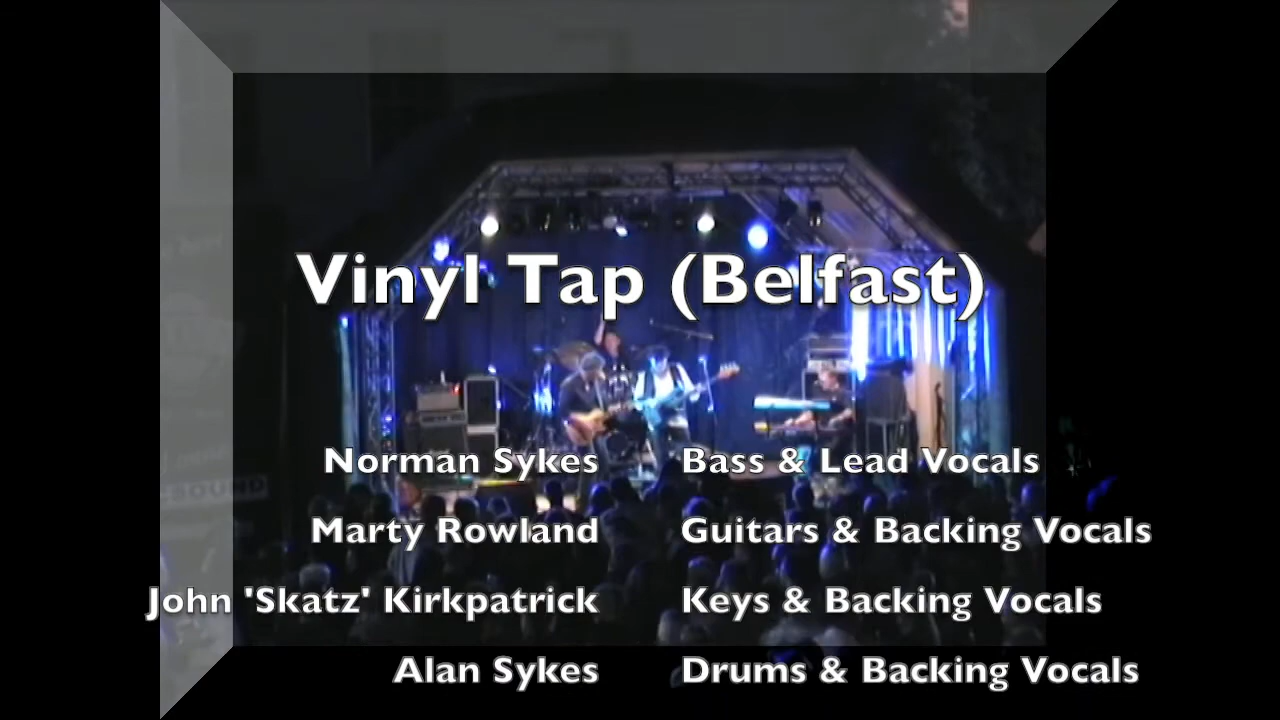 Vinyl Tap (Belfast)
Norman Sykes Bass & Lead Vocals
Marty Rowland Guitars & Backing Vocals
John 'Skatz' Kirkpatrick Keys & Backing Vocals
Alan Sykes Drums & Backing Vocals